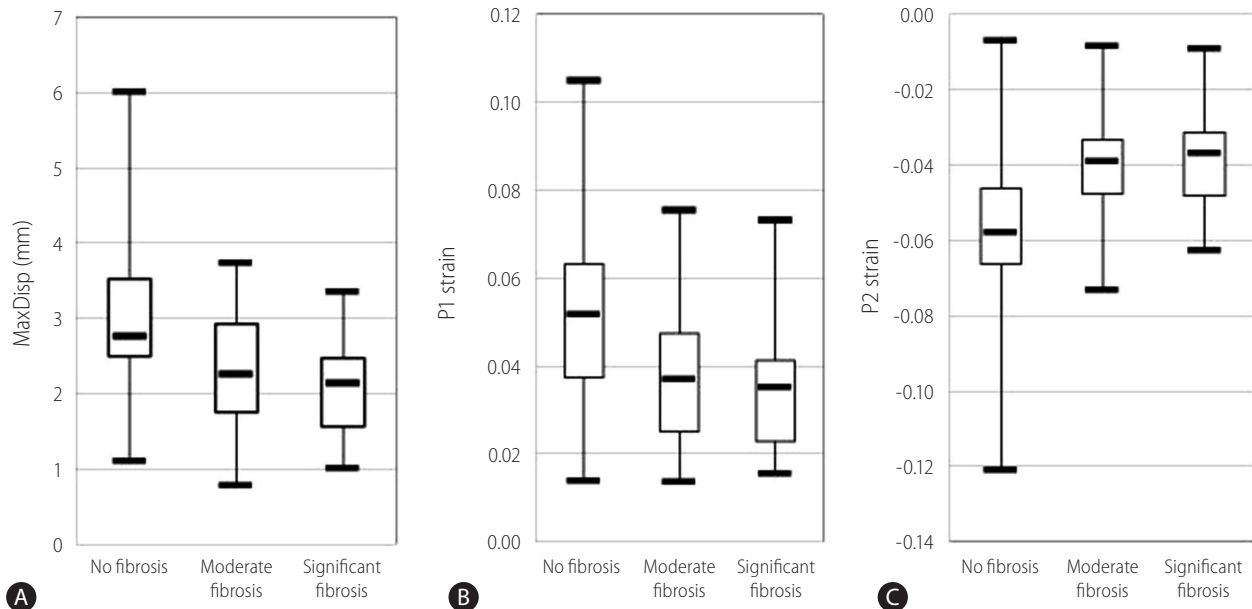 7
6
5
4
3
2
1
0
MaxDisp (mm)
No fibrosis
Moderate
fibrosis
Significant
fibrosis
A
0.12
0.10
0.08
0.06
0.04
0.02
0.00
P1 strain
No fibrosis
Moderate
fibrosis
Significant
fibrosis
B
0.00
-0.02
-0.04
-0.06
-0.08
-0.10
-0.12
-0.14
P2 strain
No fibrosis
Moderate
fibrosis
Significant
fibrosis
C